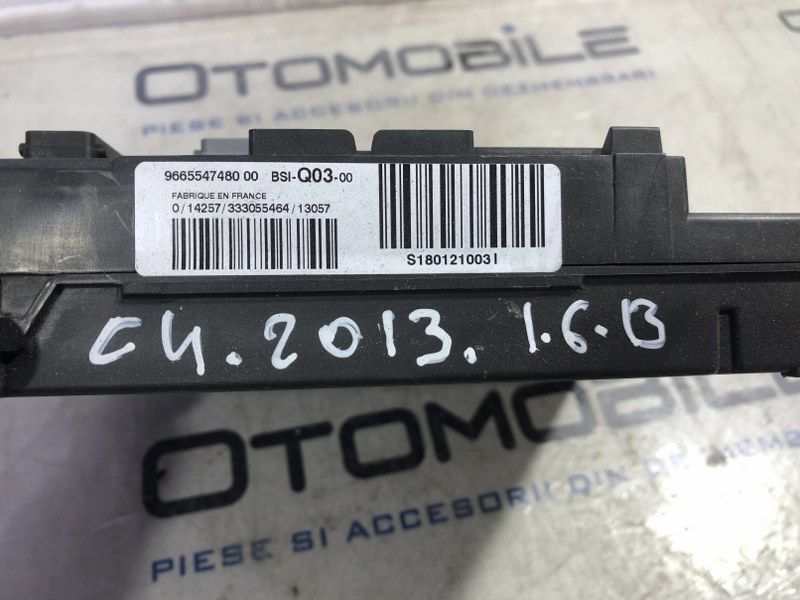 OTOMOBILE
PIESE SI ACCESORII DIN DEZMEMBRARI
9665547480 00 BSI-Q03-00
FABRIQUE EN FRANCE
0/14257/333055464/13057
S180121003I
C4.2013.1.6.B
OTOMOBILE
PIESE SI ACCESORII DIN